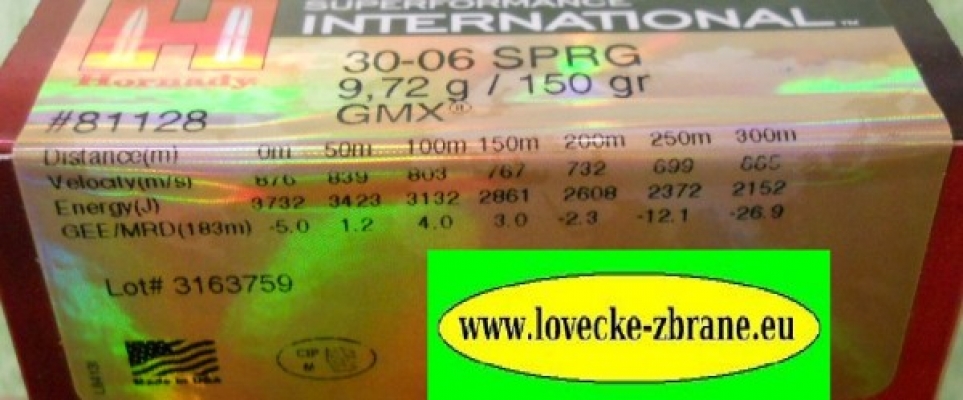 SUPERFORMANCE
INTERNATIONAL™
H
Hornady
30-06 SPRG
9,72 g / 150 gr
GMX®
#81128
Distance(m) 0m 50m 100m 150m 200m 250m 300m
Velocity(m/s) 876 839 803 767 732 699 665
Energy(J) 3732 3423 3132 2861 2608 2372 2152
GEE/MRD(183m) -5.0 1.2 4.0 3.0 -2.3 -12.1 -26.9
Lot# 3163759
CIP
M
Made in USA
www.lovecke-zbrane.eu